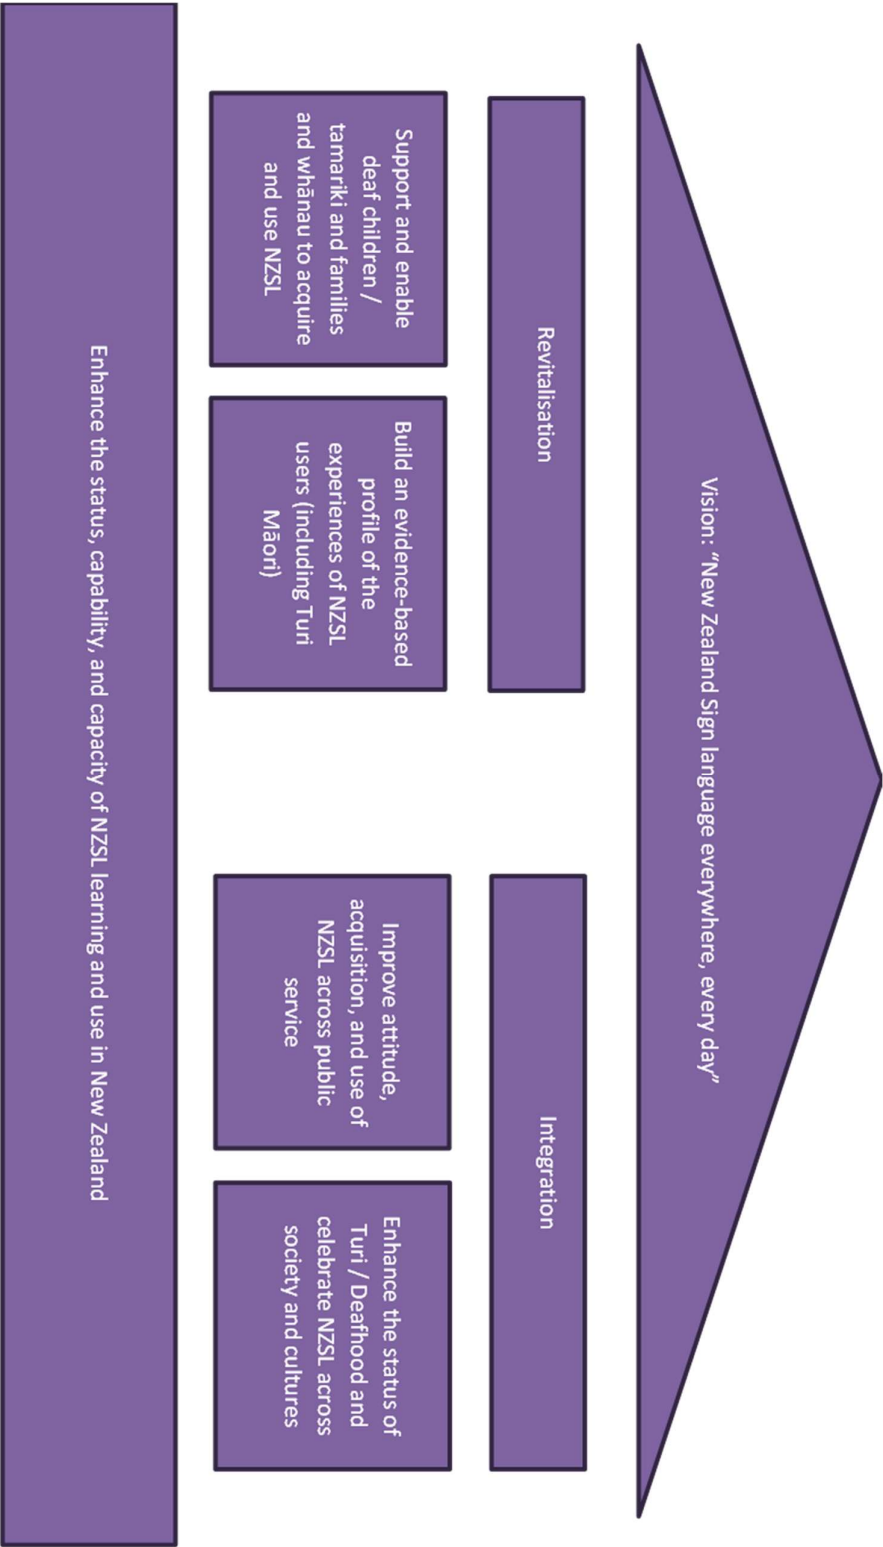 Vision: “New Zealand Sign language everywhere, every day”
Revitalisation
Integration
Support and enable
deaf children /
tamariki and families
and whānau to acquire
and use NZSL
Build an evidence-based
profile of the
experiences of NZSL
users (including Turi
Māori)
Improve attitude,
acquisition, and use of
NZSL across public
service
Enhance the status of
Turi / Deafhood and
celebrate NZSL across
society and cultures
Enhance the status, capability, and capacity of NZSL learning and use in New Zealand